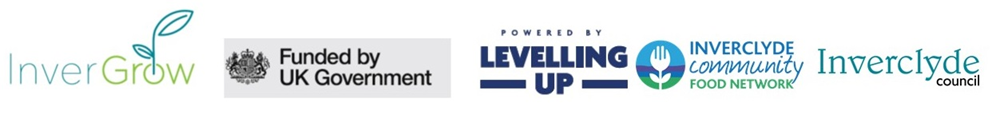 InverGrow
Funded by
UK Government
POWERED BY
LEVELLING
UP
INVERCLYDE
community
FOOD NETWORK
Inverclyde
council